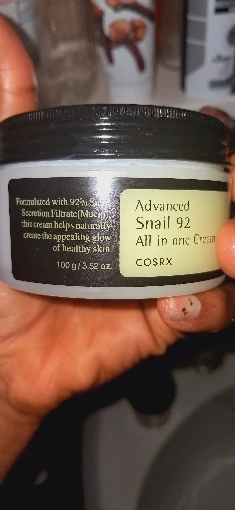 Formulated with 92% Snail
Secretion Filtrate(Mucin),
this cream helps naturally
create the appealing glow
of healthy skin.
100 g / 3.52 oz.
Advanced
Snail 92
All in one Cream
COSRX